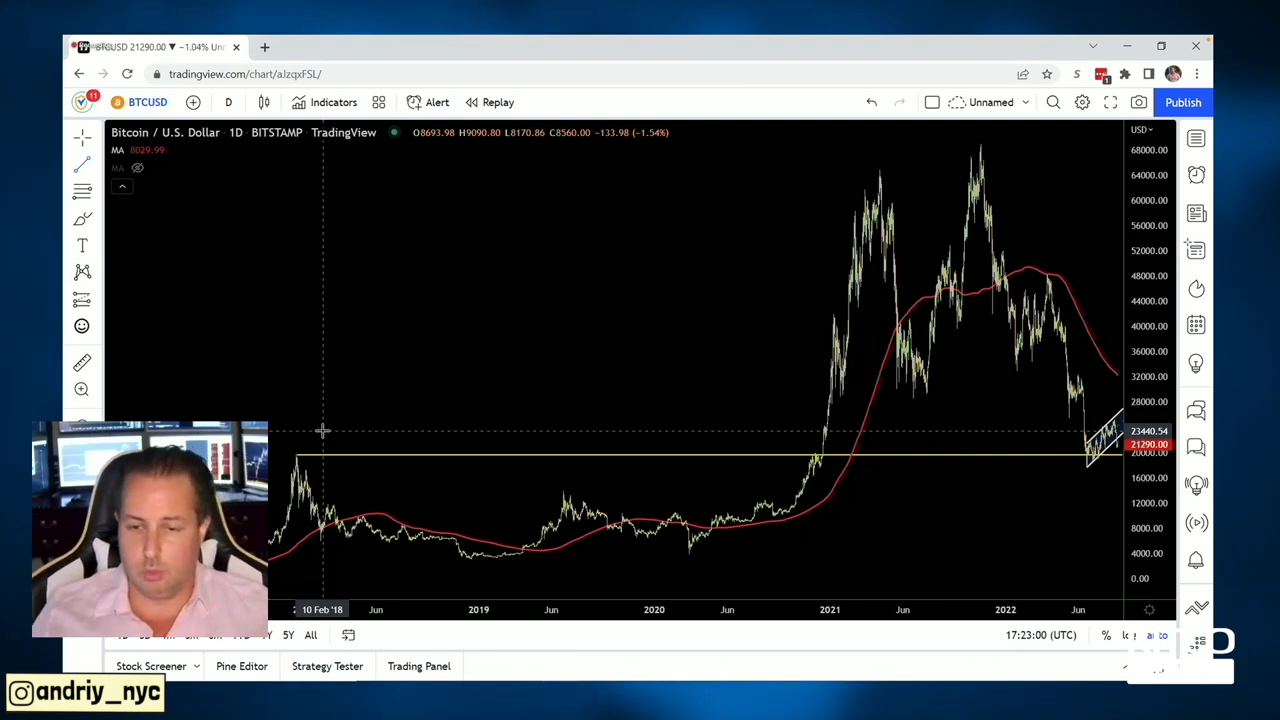 BTCUSD 21290.00 ▼ −1.04%
tradingview.com/chart/aJzqxFSL/
11
BTCUSD
D
Indicators
Alert
Replay
Unnamed
Publish
Bitcoin / U.S. Dollar · 1D · BITSTAMP · TradingView
O8693.98 H9090.80 L8170.86 C8560.00 −133.98 (−1.54%)
MA 8029.99
MA
USD
68000.00
64000.00
60000.00
56000.00
52000.00
48000.00
44000.00
40000.00
36000.00
32000.00
28000.00
23440.54
21290.00
20000.00
16000.00
12000.00
8000.00
4000.00
0.00
10 Feb '18
Jun
2019
Jun
2020
Jun
2021
Jun
2022
Jun
5Y
All
17:23:00 (UTC)
%
auto
Stock Screener
Pine Editor
Strategy Tester
Trading Panel
andriy_nyc